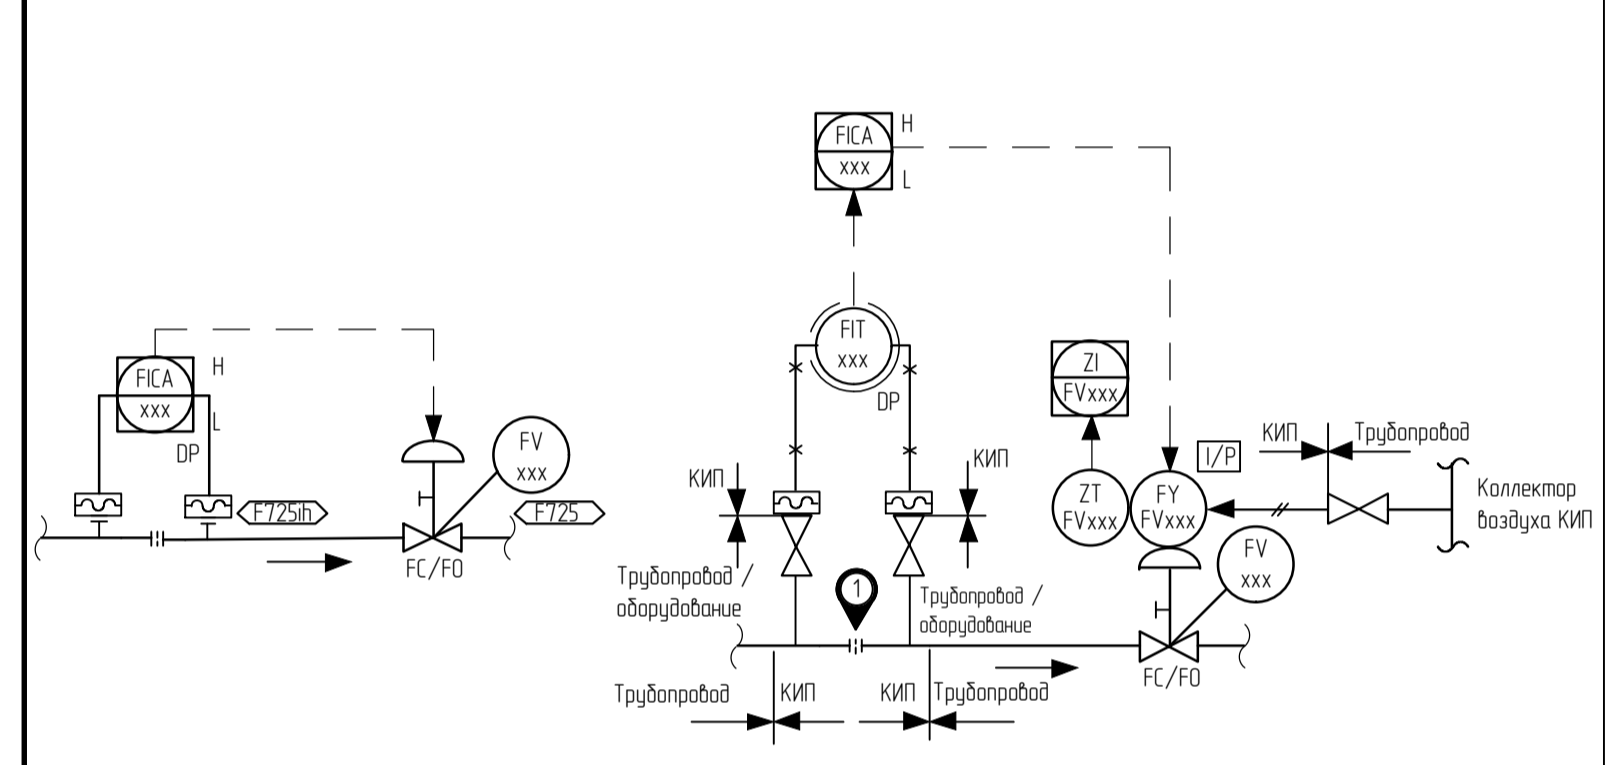 FICA
xxx
H
L
DP
F725ih
FV
xxx
F725
FC/FO
FICA
xxx
H
L
FIT
xxx
DP
КИП
КИП
Трубопровод /
оборудование
1
Трубопровод /
оборудование
Трубопровод
КИП
КИП
Трубопровод
ZI
FVxxx
ZT
FVxxx
FY
FVxxx
I/P
КИП
Трубопровод
Коллектор
воздуха КИП
FV
xxx
FC/FO